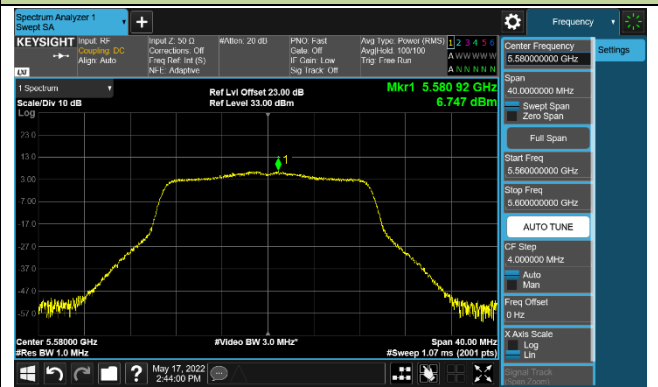 Spectrum Analyzer 1
Swept SA
Frequency
KEYSIGHT
Input: RF
Coupling: DC
Align: Auto
Input Z: 50 Ω
Corrections: Off
Freq Ref: Int (S)
NFE: Adaptive
#Atten: 20 dB
PNO: Fast
Gate: Off
IF Gain: Low
Sig Track: Off
Avg Type: Power (RMS)
Avg|Hold: 100/100
Trig: Free Run
1 2 3 4 5 6
A W W W W W
A N N N N N
LXI
1 Spectrum
Scale/Div 10 dB
Log
Ref Lvl Offset 23.00 dB
Ref Level 33.00 dBm
Mkr1 5.580 92 GHz
6.747 dBm
23.0
13.0
3.00
-7.00
-17.0
-27.0
-37.0
-47.0
-57.0
1
Center 5.58000 GHz
#Res BW 1.0 MHz
#Video BW 3.0 MHz*
Span 40.00 MHz
#Sweep 1.07 ms (2001 pts)
May 17, 2022
2:44:00 PM
Center Frequency
5.580000000 GHz
Settings
Span
40.0000000 MHz
Swept Span
Zero Span
Full Span
Start Freq
5.560000000 GHz
Stop Freq
5.600000000 GHz
AUTO TUNE
CF Step
4.000000 MHz
Auto
Man
Freq Offset
0 Hz
X Axis Scale
Log
Lin
Signal Track
(Span Zoom)